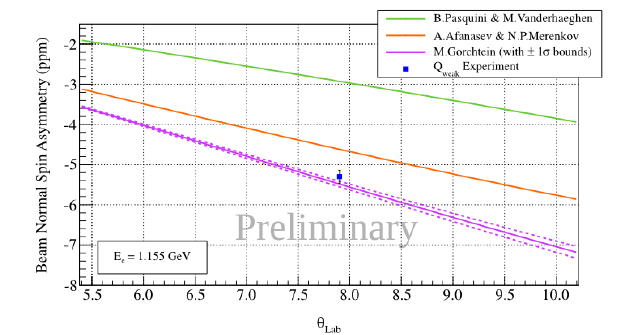 B.Pasquini & M.Vanderhaeghen
A.Afanasev & N.P.Merenkov
M.Gorchtein (with ± 1σ bounds)
Qweak Experiment
Beam Normal Spin Asymmetry (ppm)
-2
-3
-4
-5
-6
-7
-8
Preliminary
Ee = 1.155 GeV
5.5 6.0 6.5 7.0 7.5 8.0 8.5 9.0 9.5 10.0
θLab